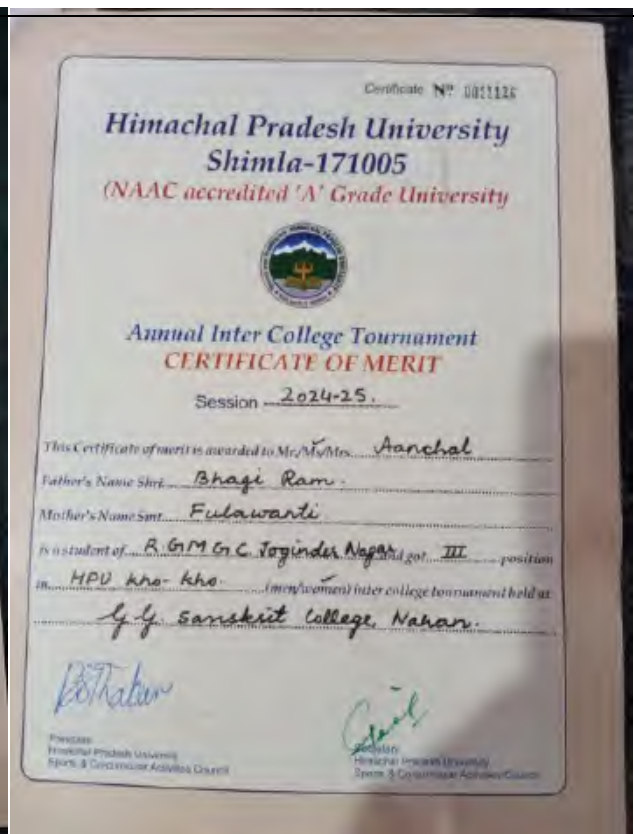 Certificate Nº 0011126
Himachal Pradesh University
Shimla-171005
(NAAC accredited 'A' Grade University
Annual Inter College Tournament
CERTIFICATE OF MERIT
Session 2024-25.
This Certificate of merit is awarded to Mr./Ms/Mrs. Aanchal
Father's Name Shri. Bhagi Ram.
Mother's Name Smt. Fulawanti
is a student of R.GM G.C Joginder Nagar and got III position
in HPU Kho-Kho. (men/women) inter college tournament held at
Sanskrit College, Nahan.
President
Himachal Pradesh University
Sports & Cocurricular Activities Council
Secretary
Himachal Pradesh University
Sports & Cocurricular Activities Council